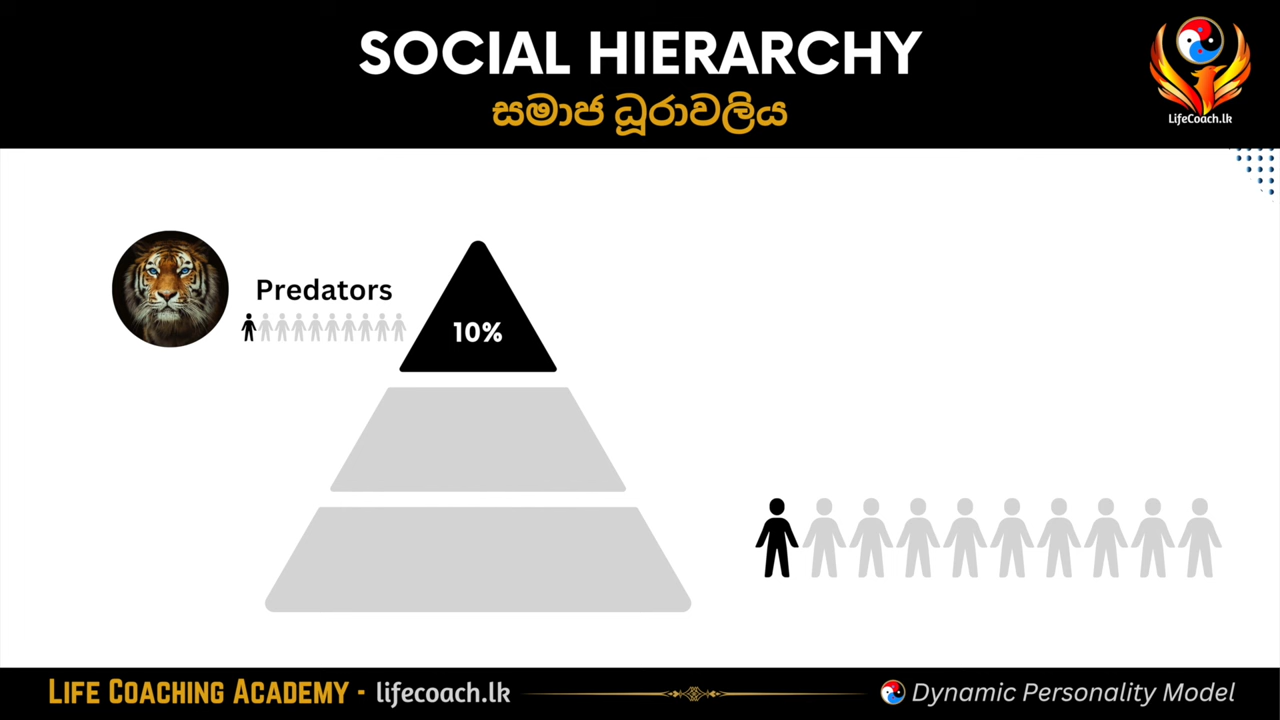 SOCIAL HIERARCHY
සමාජ ධූරාවලිය
LifeCoach.lk
Predators
10%
LIFE COACHING ACADEMY - lifecoach.lk
Dynamic Personality Model